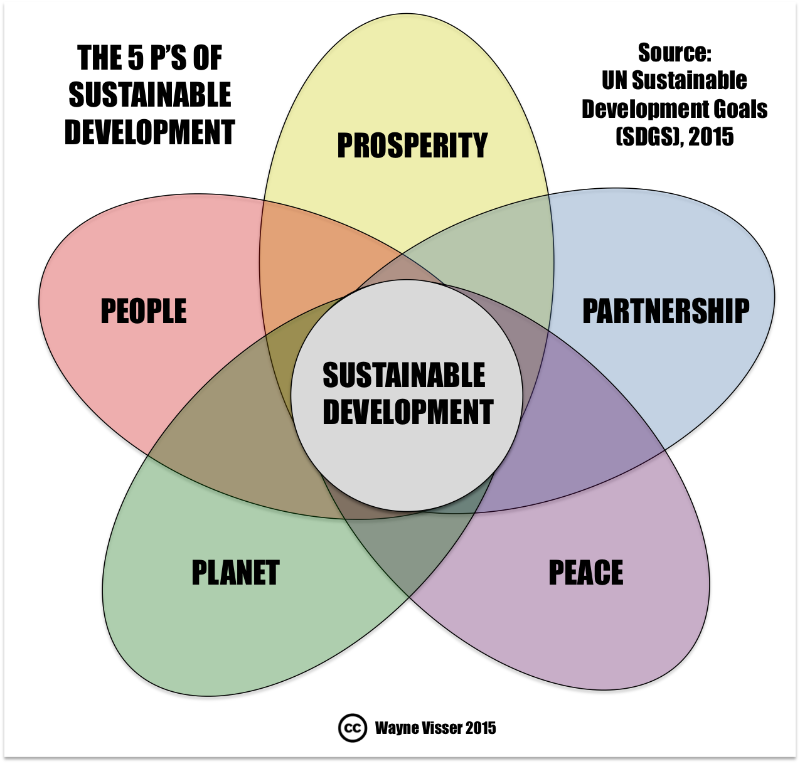 THE 5 P'S OF
SUSTAINABLE
DEVELOPMENT
Source:
UN Sustainable
Development Goals
(SDGS), 2015
PROSPERITY
PEOPLE
PARTNERSHIP
SUSTAINABLE
DEVELOPMENT
PLANET
PEACE
cc Wayne Visser 2015